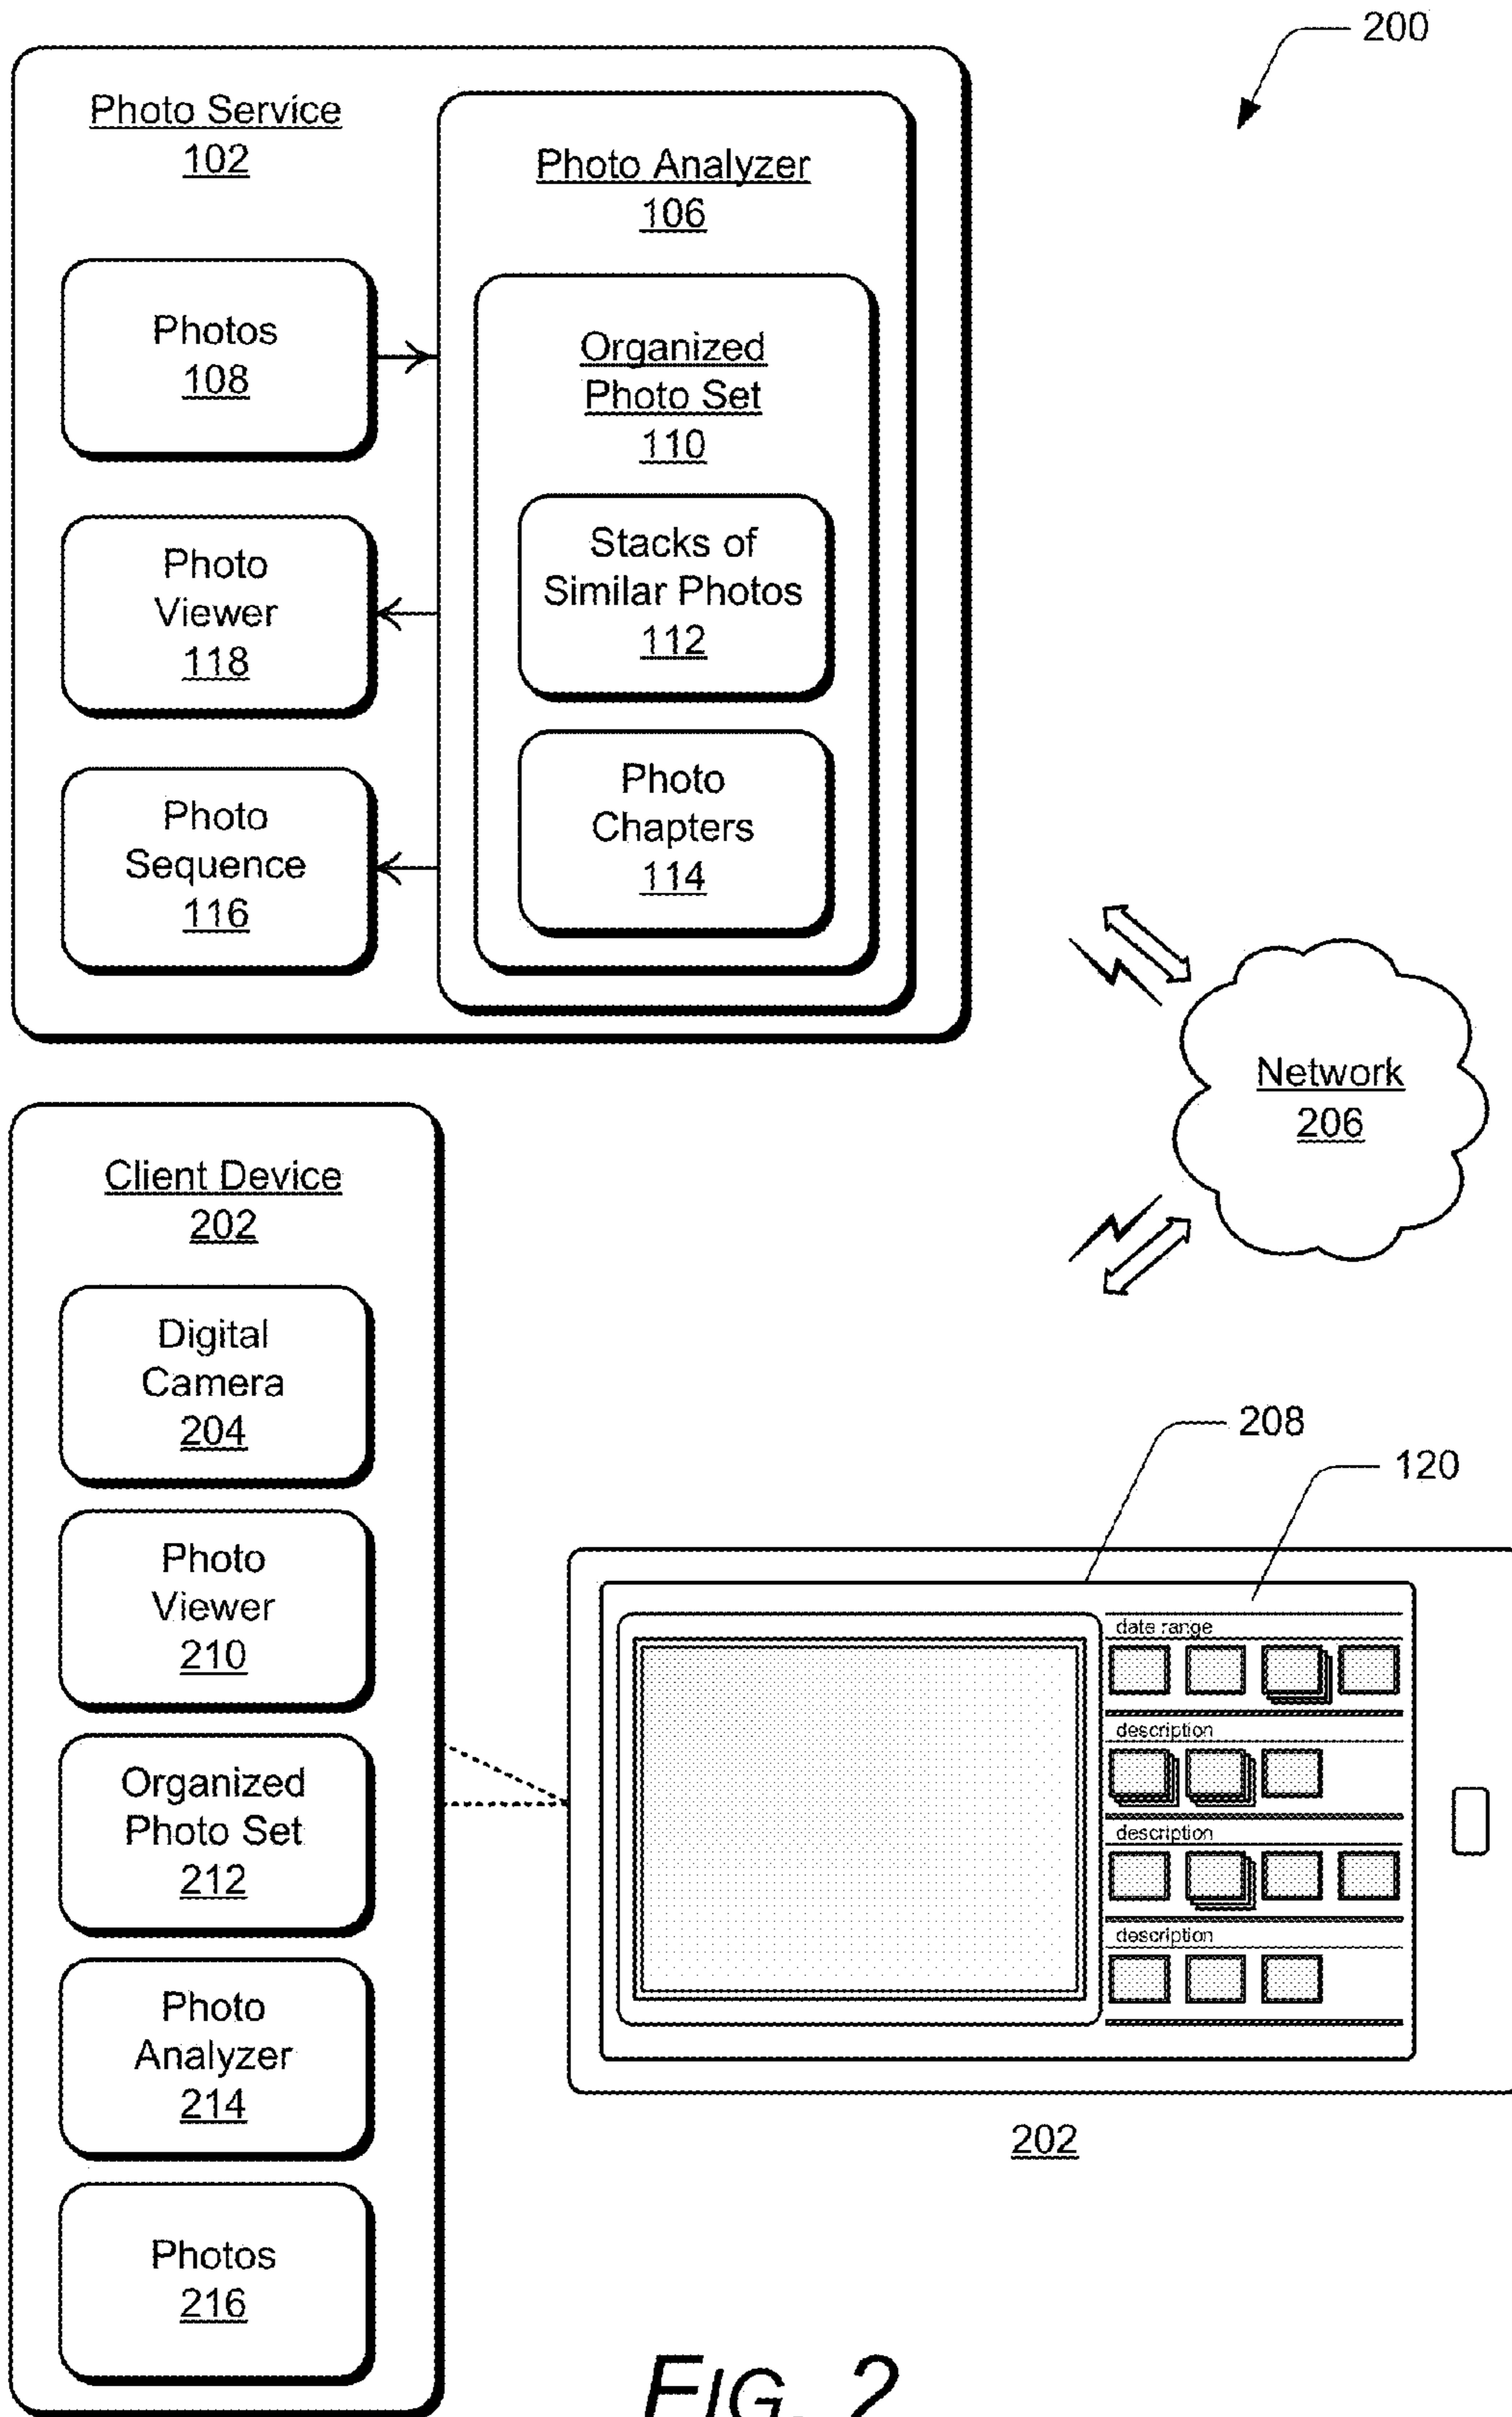 200
Photo Service
102
Photo Analyzer
106
Photos
108
Organized
Photo Set
110
Stacks of
Similar Photos
112
Photo
Viewer
118
Photo
Chapters
114
Photo
Sequence
116
Network
206
Client Device
202
Digital
Camera
204
Photo
Viewer
210
Organized
Photo Set
212
Photo
Analyzer
214
Photos
216
208
120
date range
description
description
description
202
FIG. 2